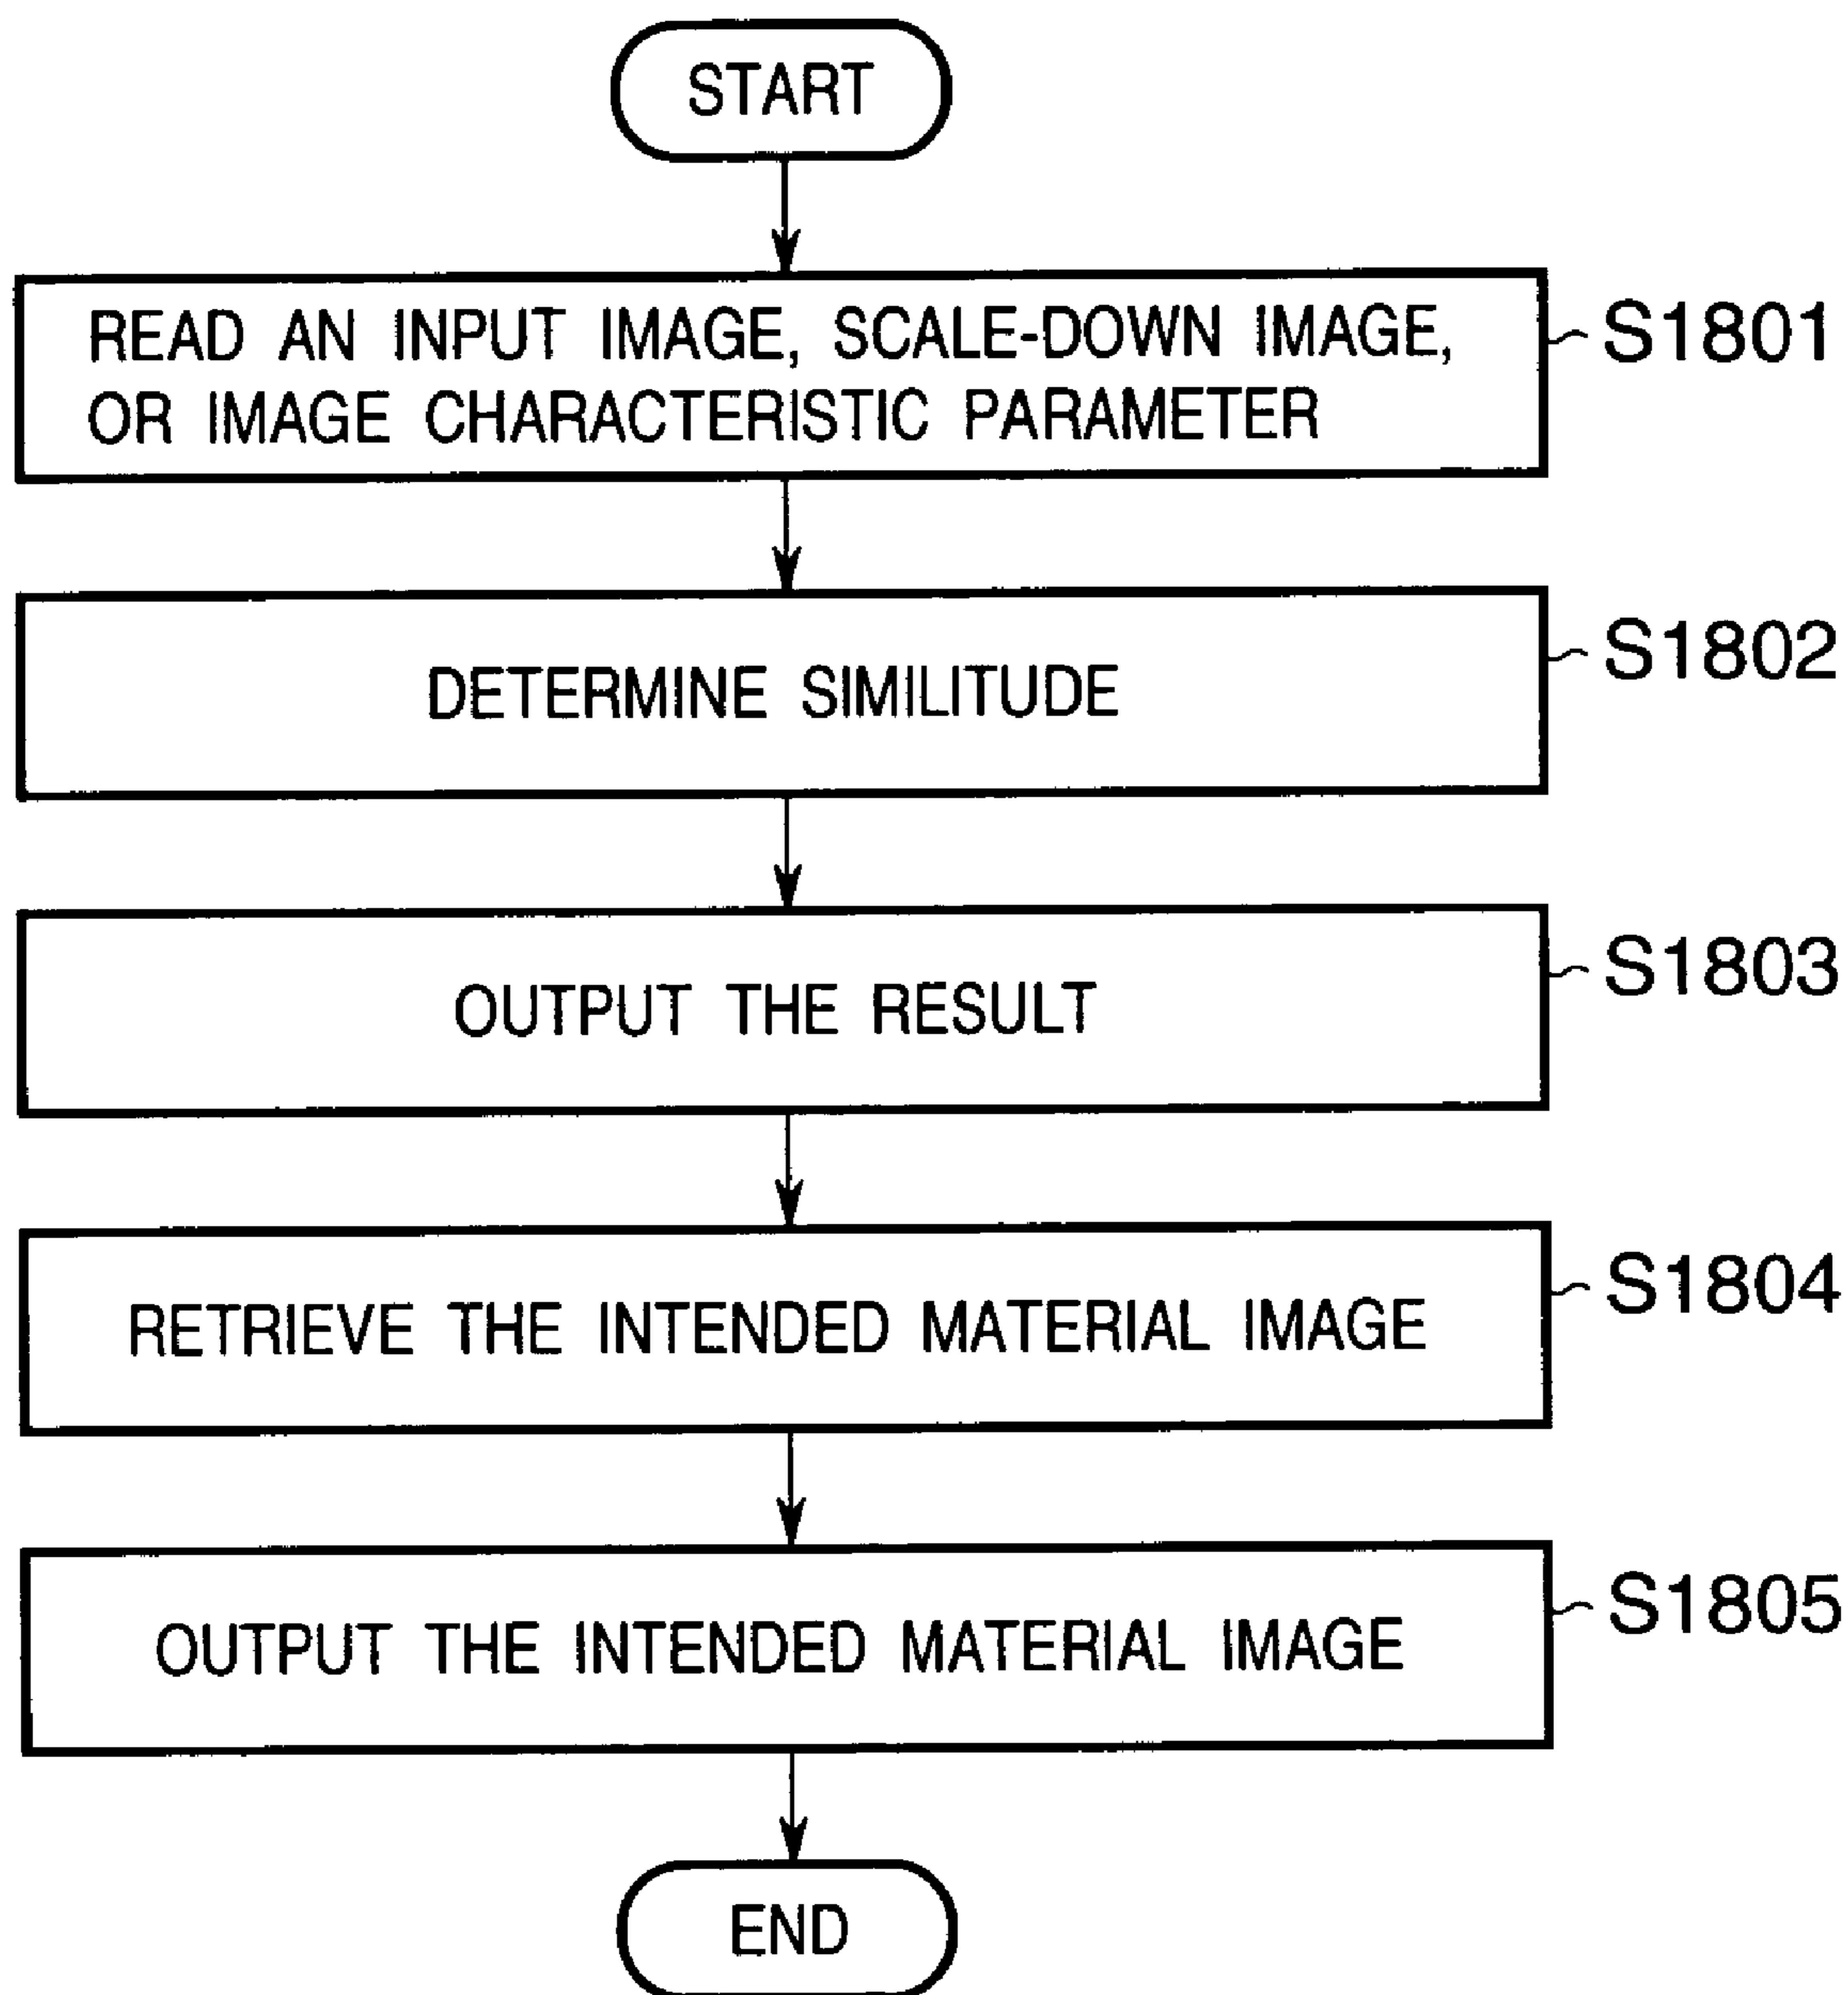 START
READ AN INPUT IMAGE, SCALE-DOWN IMAGE,
OR IMAGE CHARACTERISTIC PARAMETER
S1801
DETERMINE SIMILITUDE
S1802
OUTPUT THE RESULT
S1803
RETRIEVE THE INTENDED MATERIAL IMAGE
S1804
OUTPUT THE INTENDED MATERIAL IMAGE
S1805
END